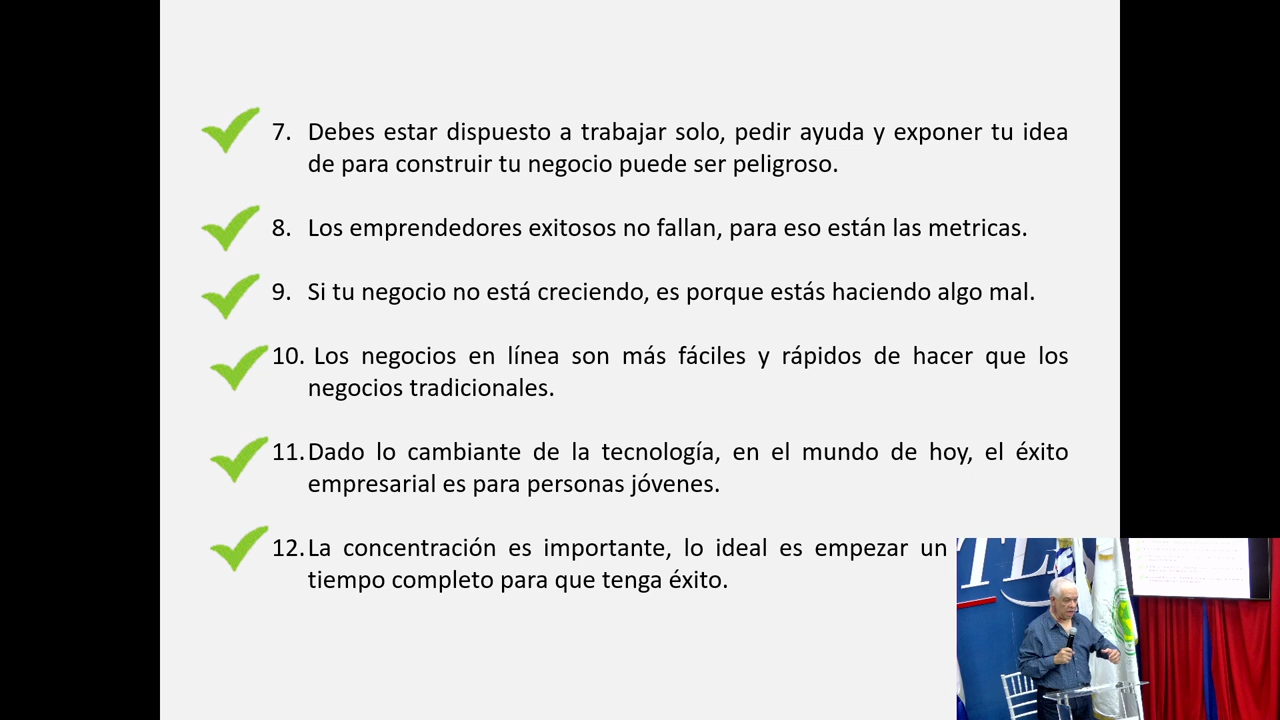 7. Debes estar dispuesto a trabajar solo, pedir ayuda y exponer tu idea
de para construir tu negocio puede ser peligroso.
8. Los emprendedores exitosos no fallan, para eso están las metricas.
9. Si tu negocio no está creciendo, es porque estás haciendo algo mal.
10. Los negocios en línea son más fáciles y rápidos de hacer que los
negocios tradicionales.
11. Dado lo cambiante de la tecnología, en el mundo de hoy, el éxito
empresarial es para personas jóvenes.
12. La concentración es importante, lo ideal es empezar un
tiempo completo para que tenga éxito.